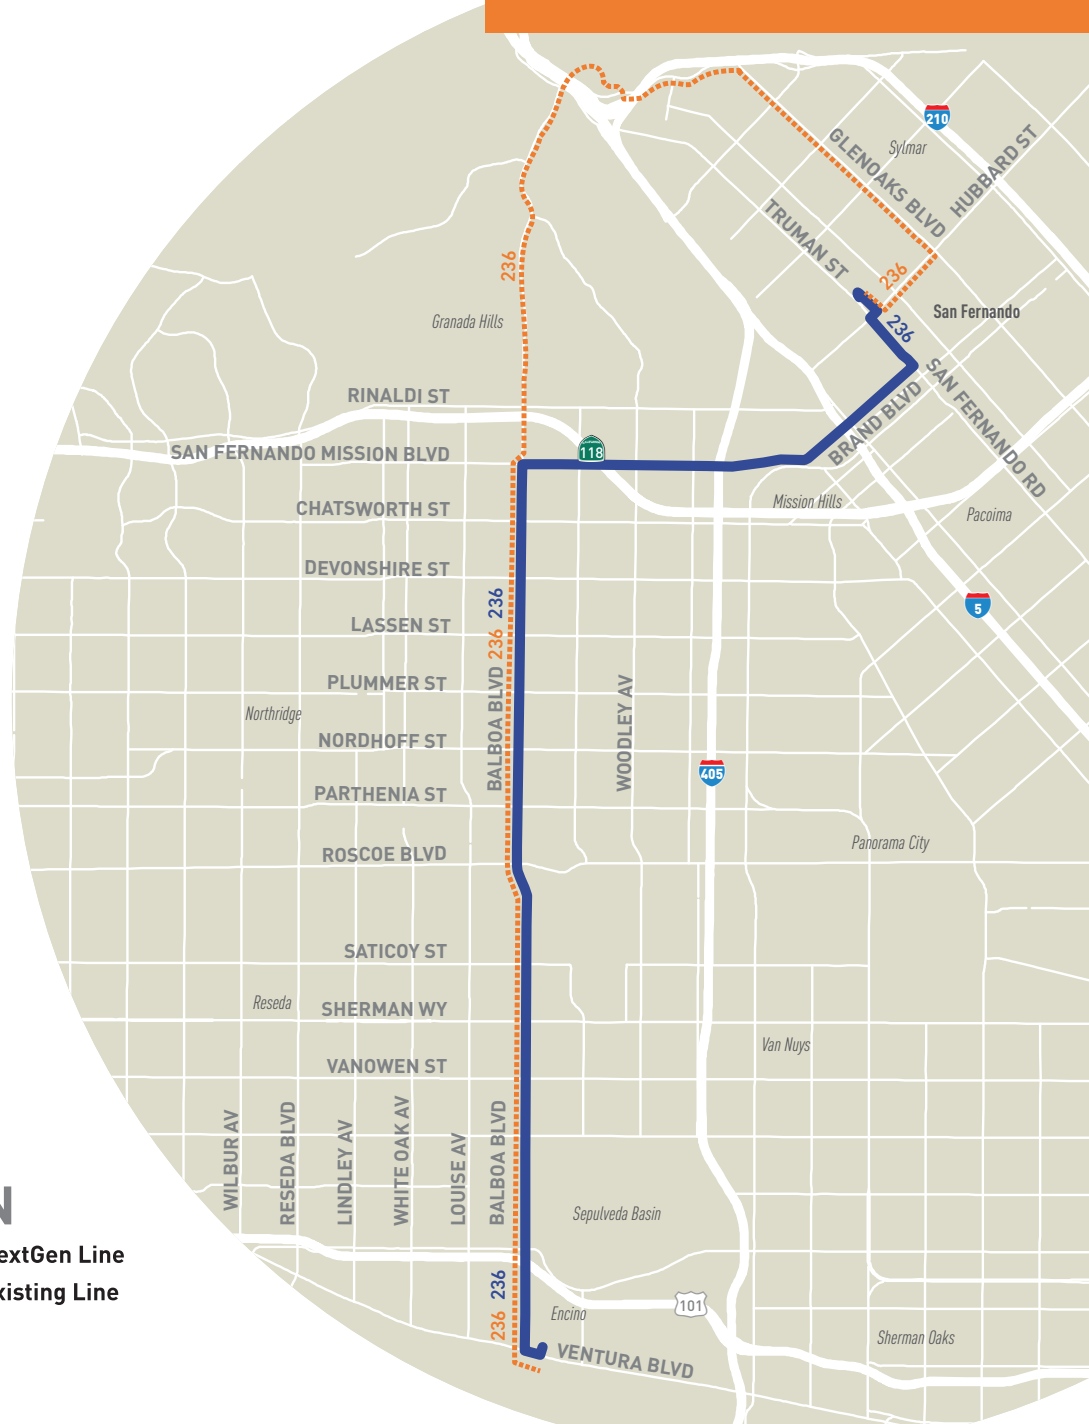 210
Sylmar
HUBBARD ST
GLENOAKS BLVD
TRUMAN ST
236
236
236
San Fernando
Granada Hills
SAN FERNANDO RD
BRAND BLVD
RINALDI ST
118
SAN FERNANDO MISSION BLVD
Mission Hills
CHATSWORTH ST
Pacoima
DEVONSHIRE ST
5
LASSEN ST
236 236
PLUMMER ST
BALBOA BLVD
WOODLEY AV
Northridge
NORDHOFF ST
405
PARTHENIA ST
Panorama City
ROSCOE BLVD
SATICOY ST
Reseda
SHERMAN WY
Van Nuys
VANOWEN ST
WILBUR AV
RESEDA BLVD
LINDLEY AV
WHITE OAK AV
LOUISE AV
BALBOA BLVD
Sepulveda Basin
N
extGen Line
xisting Line
236 236
101
Encino
Sherman Oaks
VENTURA BLVD